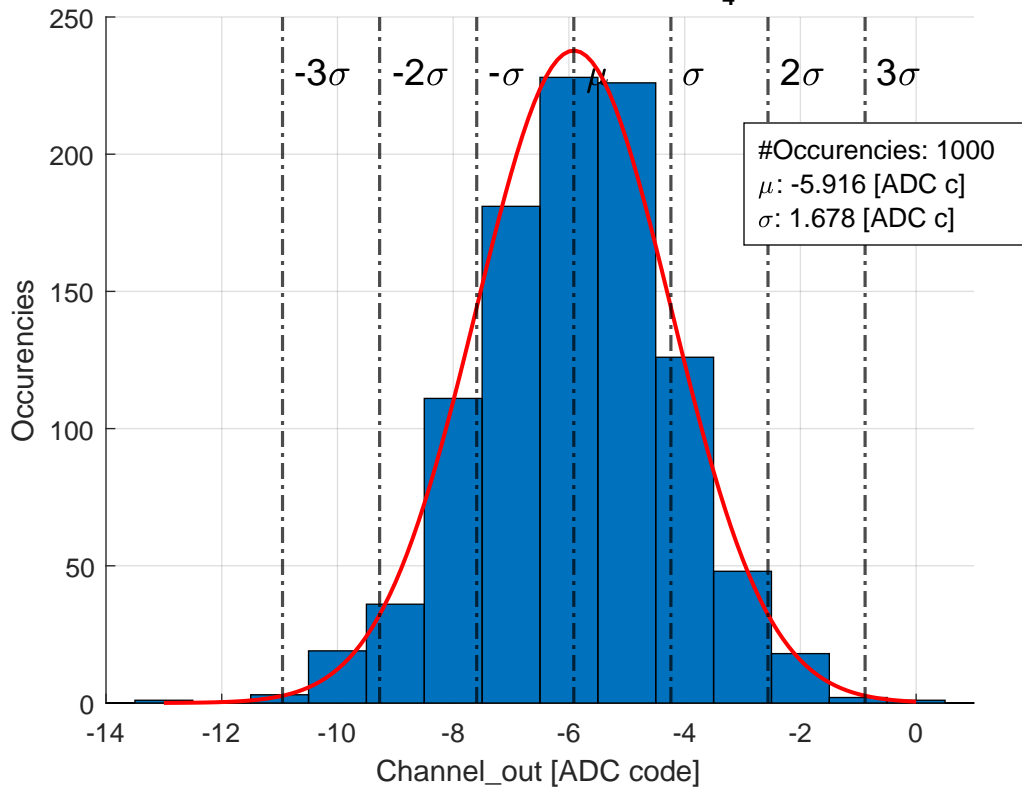 4
250
-3σ -2σ -σ μ σ 2σ 3σ
#Occurencies: 1000
μ: -5.916 [ADC c]
σ: 1.678 [ADC c]
200
150
100
50
0
Occurencies
-14 -12 -10 -8 -6 -4 -2 0
Channel_out [ADC code]